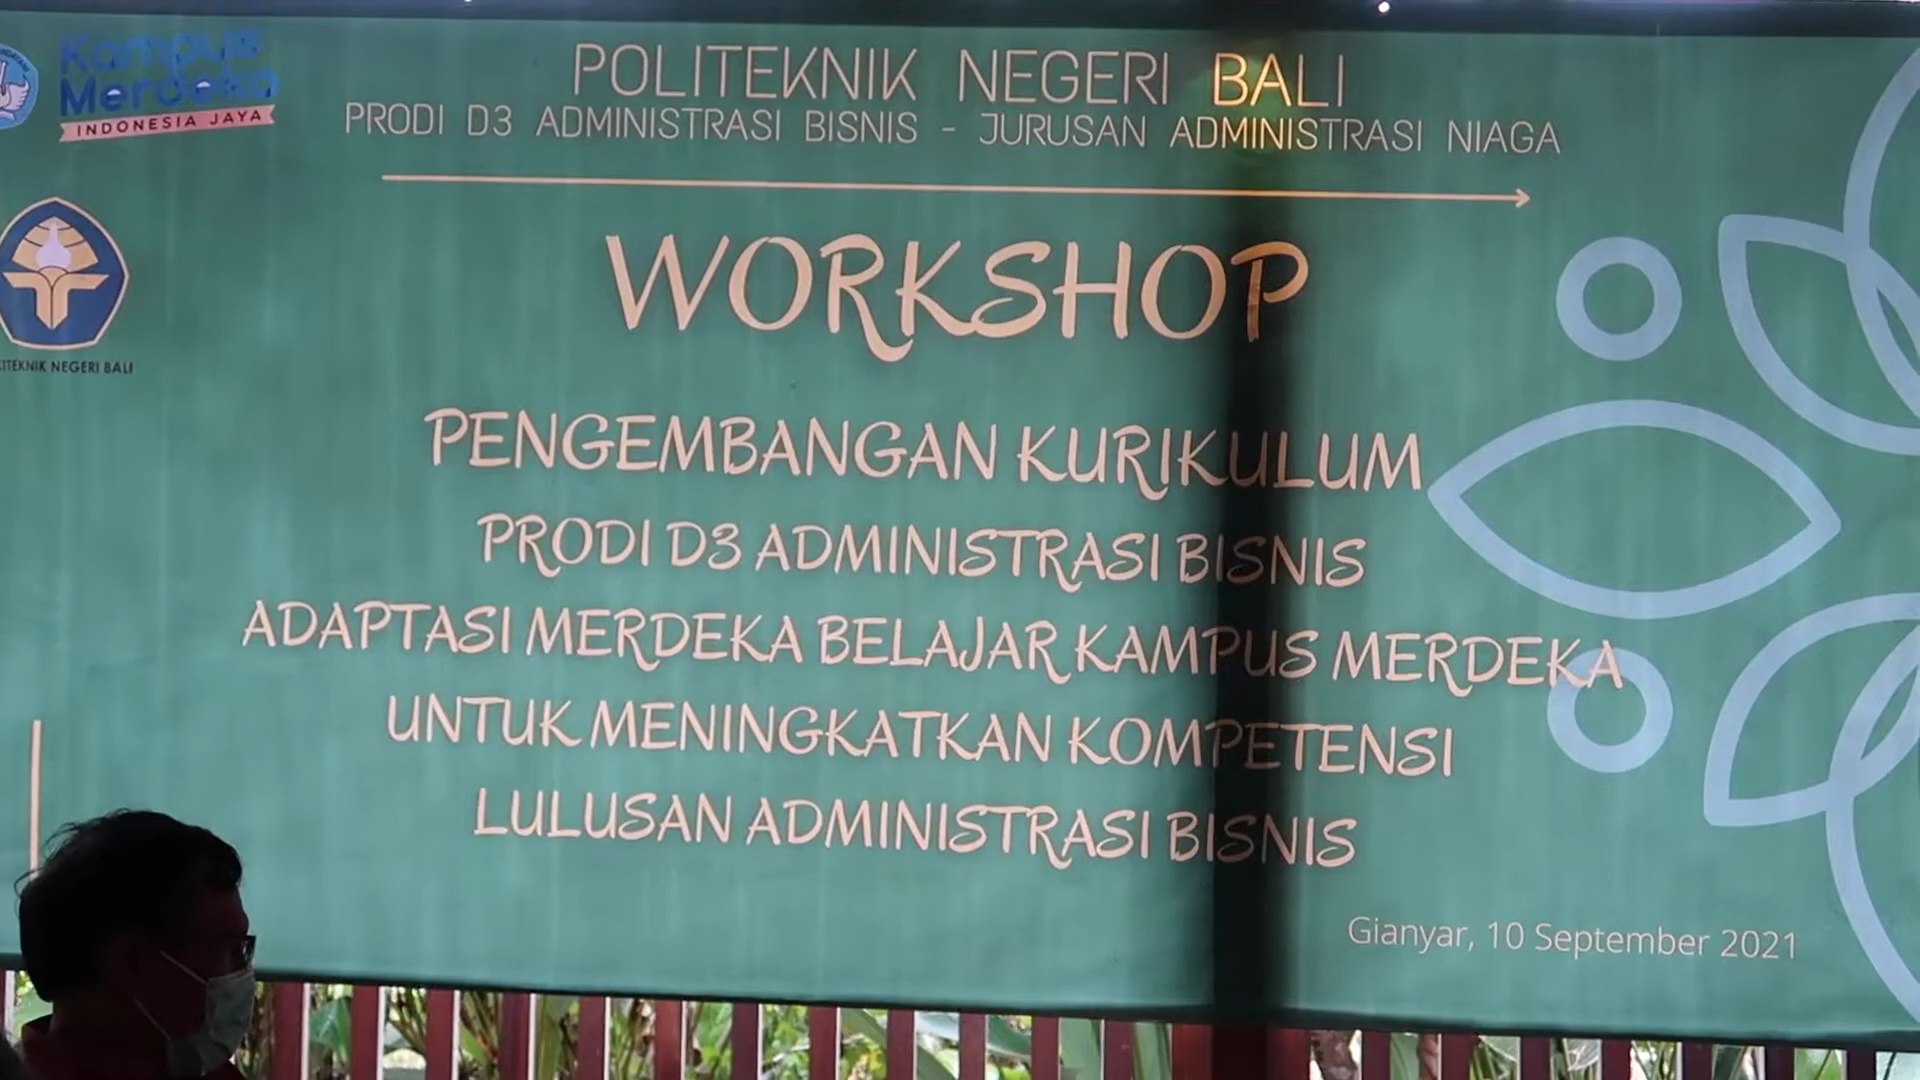 Kampus
Merdeka
INDONESIA JAYA
POLITEKNIK NEGERI BALI
PRODI D3 ADMINISTRASI BISNIS - JURUSAN ADMINISTRASI NIAGA
NEGERI BALI
WORKSHOP
PENGEMBANGAN KURIKULUM
PRODI D3 ADMINISTRASI BISNIS
ADAPTASI MERDEKA BELAJAR KAMPUS MERDEKA
UNTUK MENINGKATKAN KOMPETENSI
LULUSAN ADMINISTRASI BISNIS
Gianyar, 10 September 2021